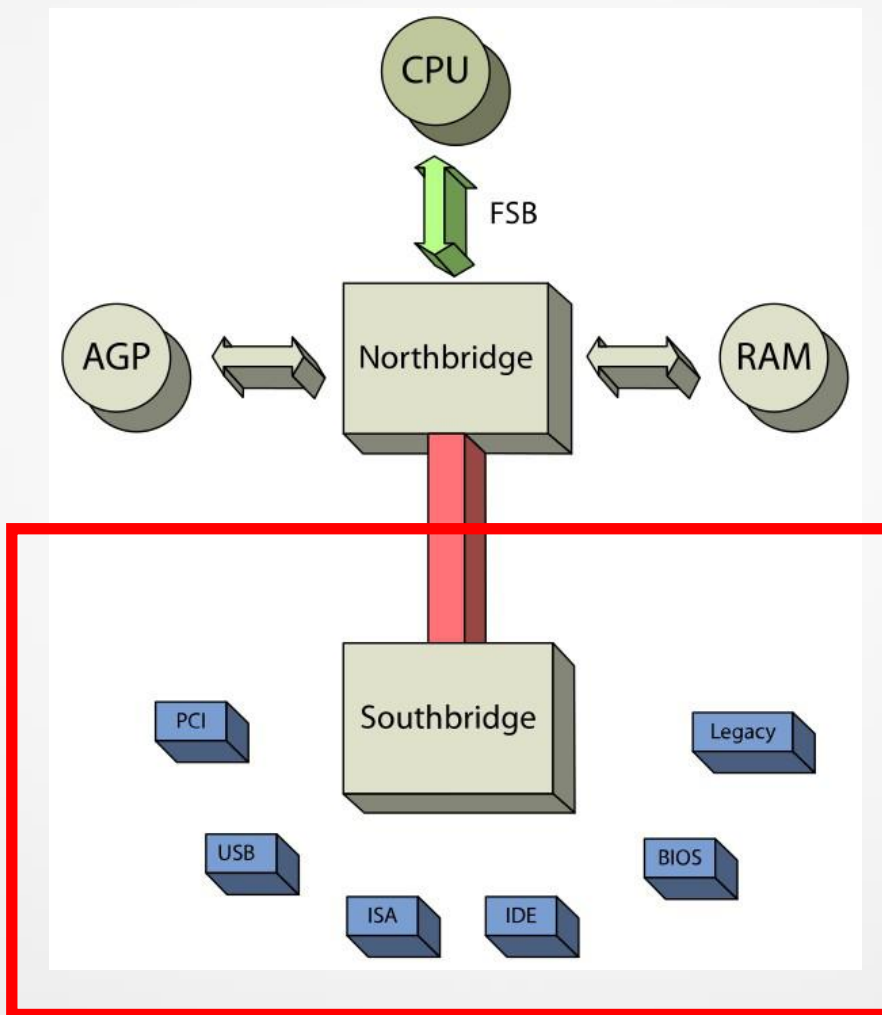 CPU
FSB
AGP
Northbridge
RAM
Southbridge
PCI
Legacy
USB
BIOS
ISA
IDE